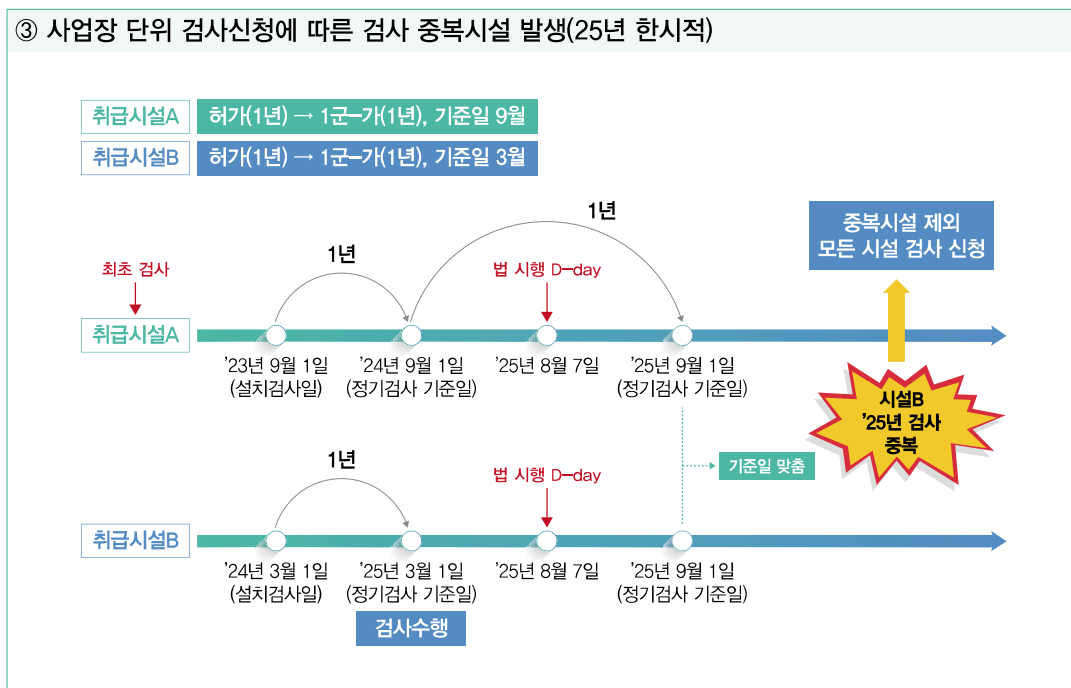 ③ 사업장 단위 검사신청에 따른 검사 중복시설 발생(25년 한시적)
취급시설A
허가(1년) → 1군-가(1년), 기준일 9월
취급시설B
허가(1년) → 1군-가(1년), 기준일 3월
1년
1년
중복시설 제외
모든 시설 검사 신청
최초 검사
법 시행 D-day
취급시설A
'23년 9월 1일
(설치검사일)
'24년 9월 1일
(정기검사 기준일)
'25년 8월 7일
'25년 9월 1일
(정기검사 기준일)
시설B
'25년 검사
중복
1년
법 시행 D-day
기준일 맞춤
취급시설B
'24년 3월 1일
(설치검사일)
'25년 3월 1일
(정기검사 기준일)
'25년 8월 7일
'25년 9월 1일
(정기검사 기준일)
검사수행